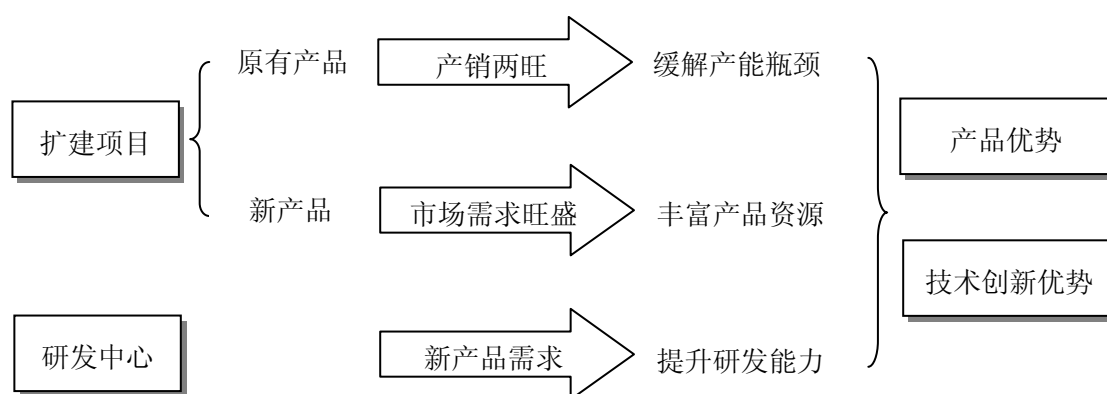 原有产品
产销两旺
缓解产能瓶颈
扩建项目
产品优势
新产品
市场需求旺盛
丰富产品资源
技术创新优势
研发中心
新产品需求
提升研发能力